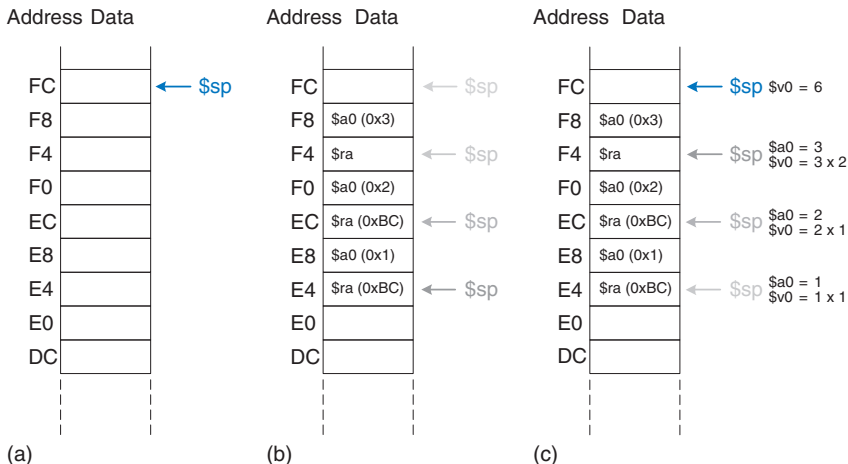 Address Data Address Data Address Data
FC $sp FC $sp FC $sp $v0 = 6
F8 F8 $a0 (0x3) F8 $a0 (0x3)
F4 F4 $ra $sp F4 $ra $sp $a0 = 3
$v0 = 3 x 2
F0 F0 $a0 (0x2) F0 $a0 (0x2)
EC EC $ra (0xBC) $sp EC $ra (0xBC) $sp $a0 = 2
$v0 = 2 x 1
E8 E8 $a0 (0x1) E8 $a0 (0x1)
E4 E4 $ra (0xBC) $sp E4 $ra (0xBC) $sp $a0 = 1
$v0 = 1 x 1
E0 E0 E0
DC DC DC
(a) (b) (c)